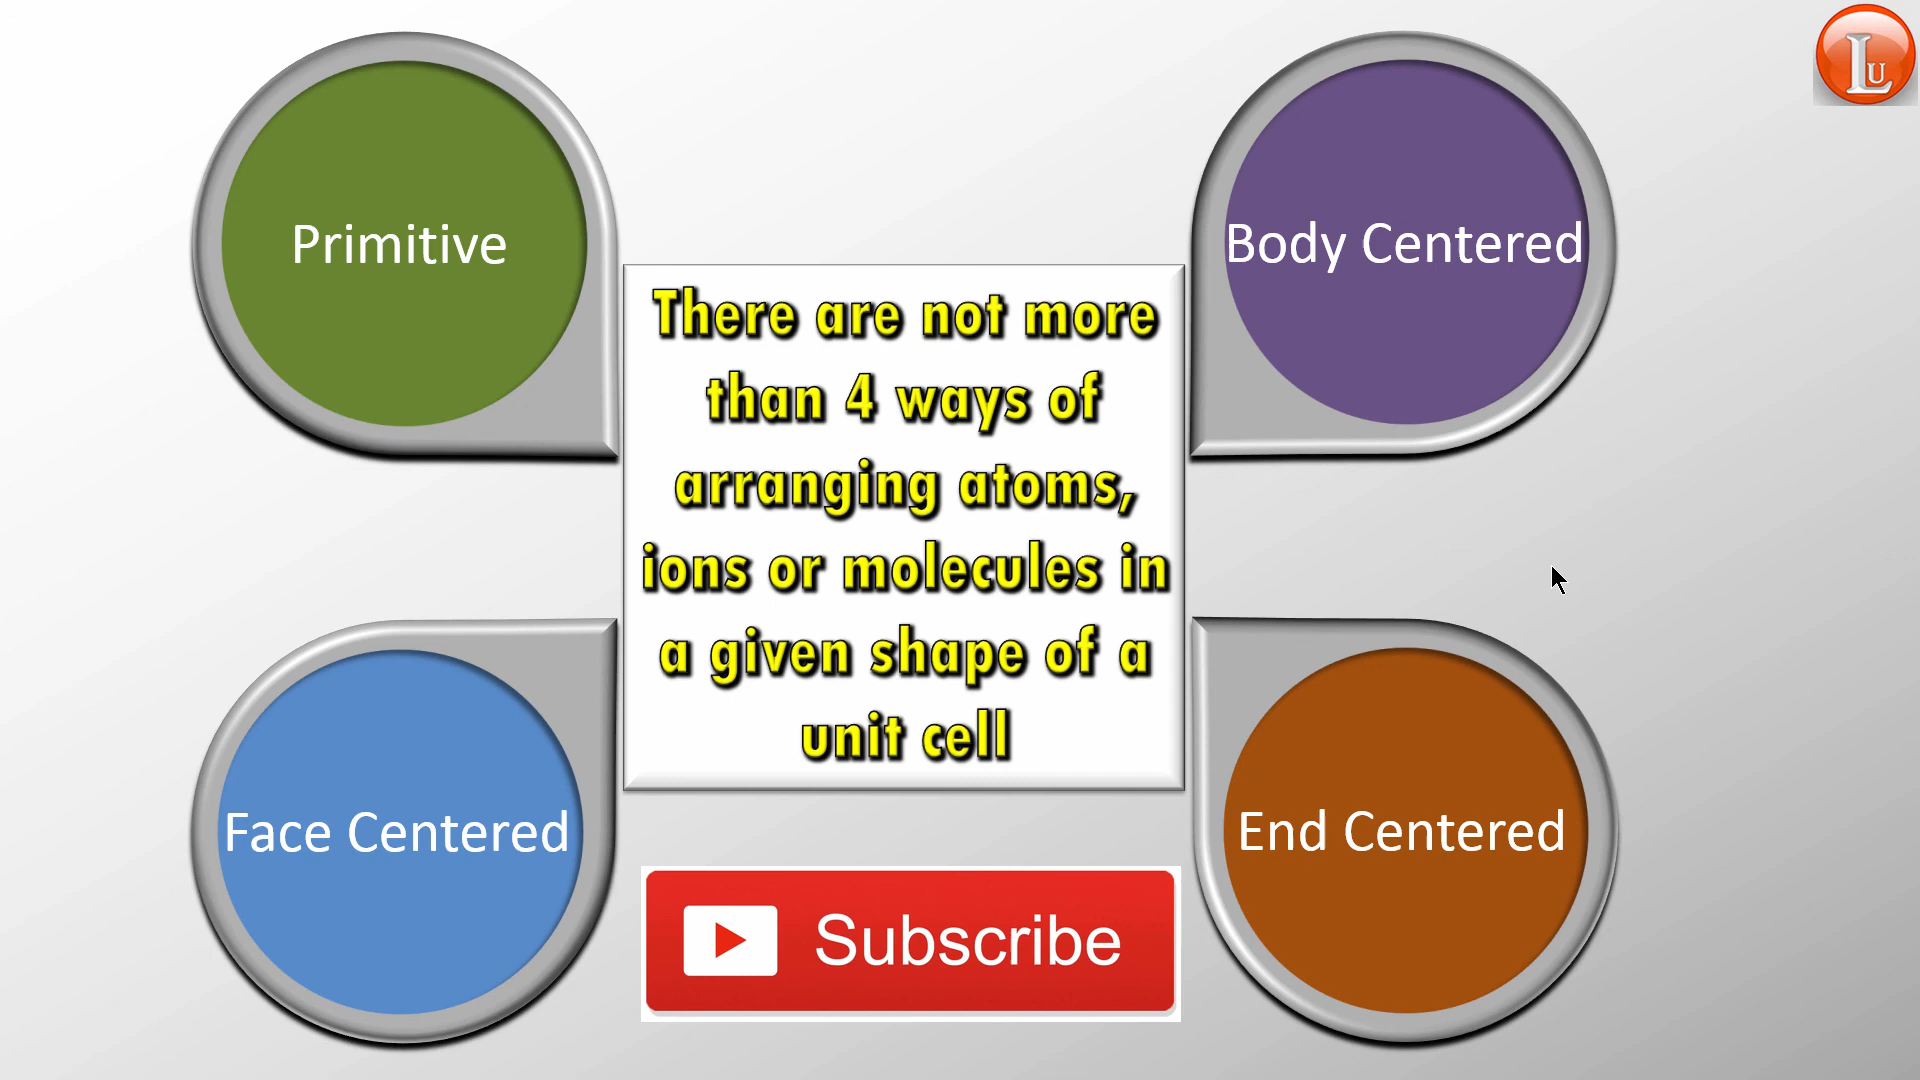 Primitive
Body Centered
LU
There are not more
than 4 ways of
arranging atoms,
ions or molecules in
a given shape of a
unit cell
Face Centered
End Centered
Subscribe